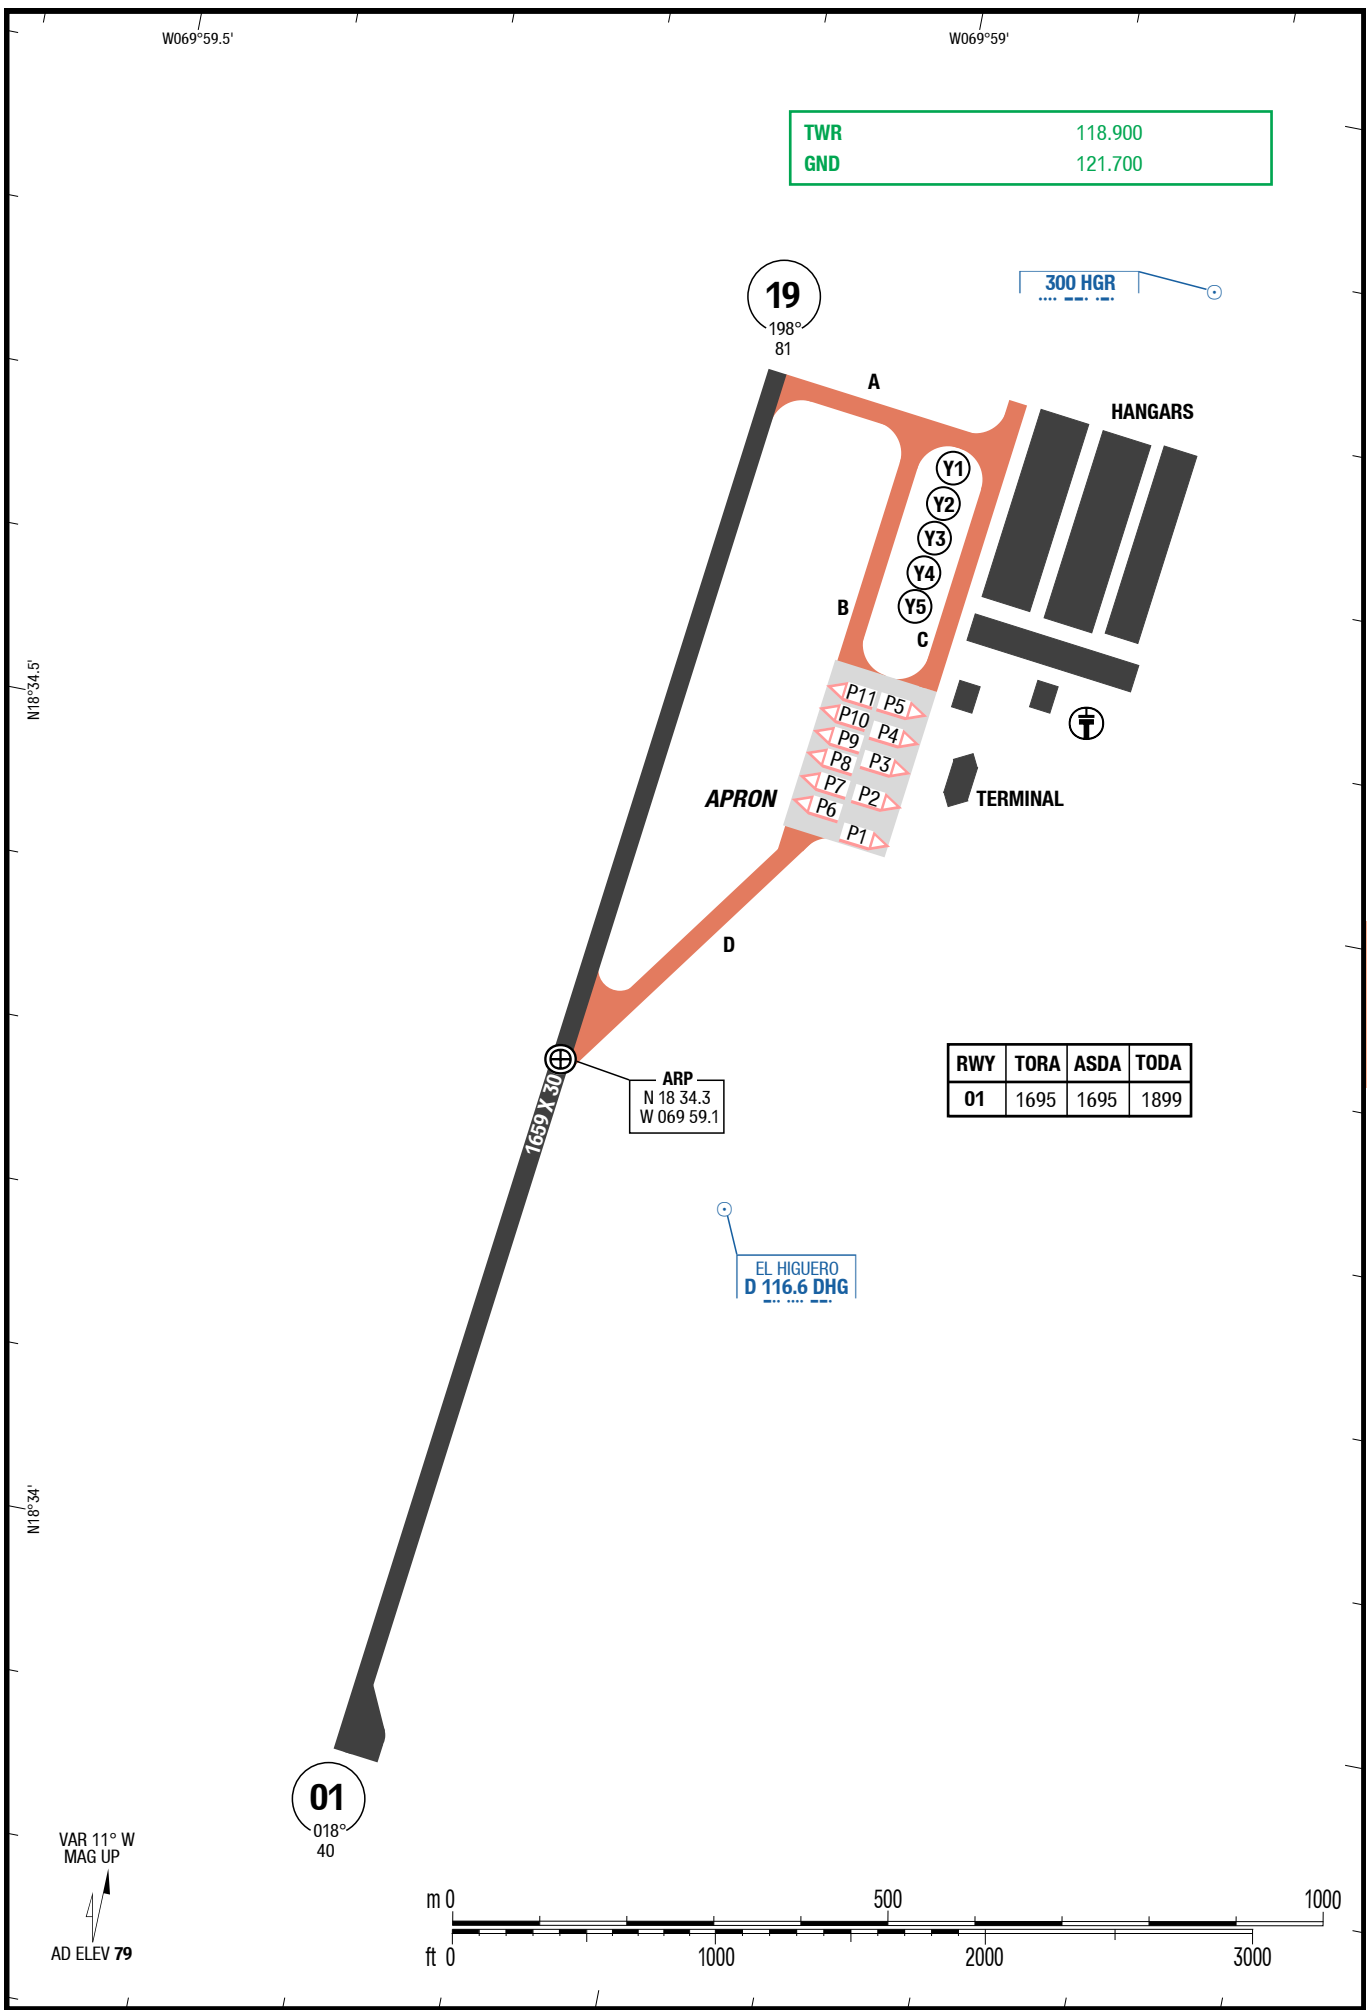 W069°59.5'
W069°59'
TWR 118.900
GND 121.700
300 HGR
19
198°
81
A
HANGARS
Y1
Y2
Y3
Y4
Y5
B
C
N18°34.5'
P11 P5
P10 P4
P9 P3
P8
P7 P2
P6
P1
APRON
TERMINAL
D
RWY TORA ASDA TODA
01 1695 1695 1899
ARP
N 18 34.3
W 069 59.1
1659 X 30
EL HIGUERO
D 116.6 DHG
N18°34'
01
018°
40
VAR 11° W
MAG UP
AD ELEV 79
m 0 500 1000
ft 0 1000 2000 3000